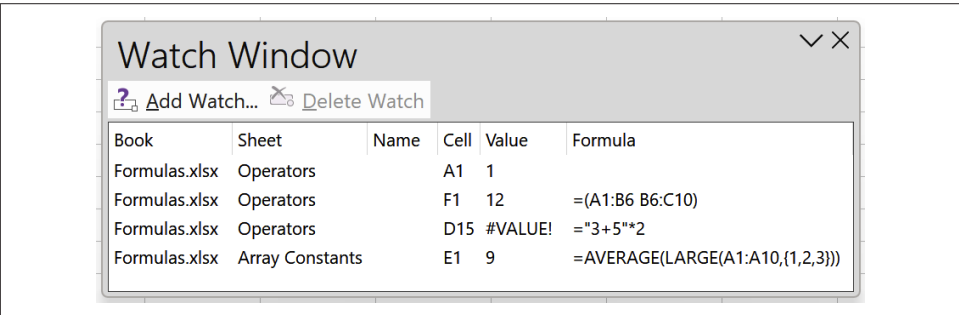 Watch Window
Add Watch... Delete Watch
Book Sheet Name Cell Value Formula
Formulas.xlsx Operators A1 1
Formulas.xlsx Operators F1 12 =(A1:B6 B6:C10)
Formulas.xlsx Operators D15 #VALUE! ="3+5"*2
Formulas.xlsx Array Constants E1 9 =AVERAGE(LARGE(A1:A10,{1,2,3}))